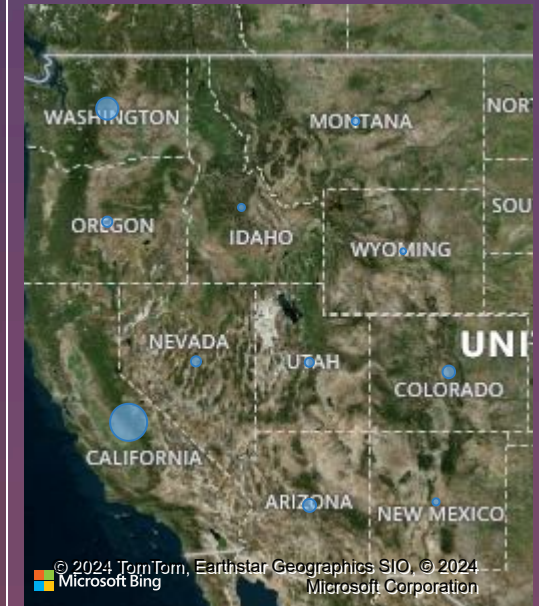 WASHINGTON
MONTANA
NOR
OREGON
IDAHO
SOU
WYOMING
NEVADA
UTAH
UNI
COLORADO
CALIFORNIA
ARIZONA
NEW MEXICO
© 2024 TomTom, Earthstar Geographics SIO, © 2024
Microsoft Bing
Microsoft Corporation